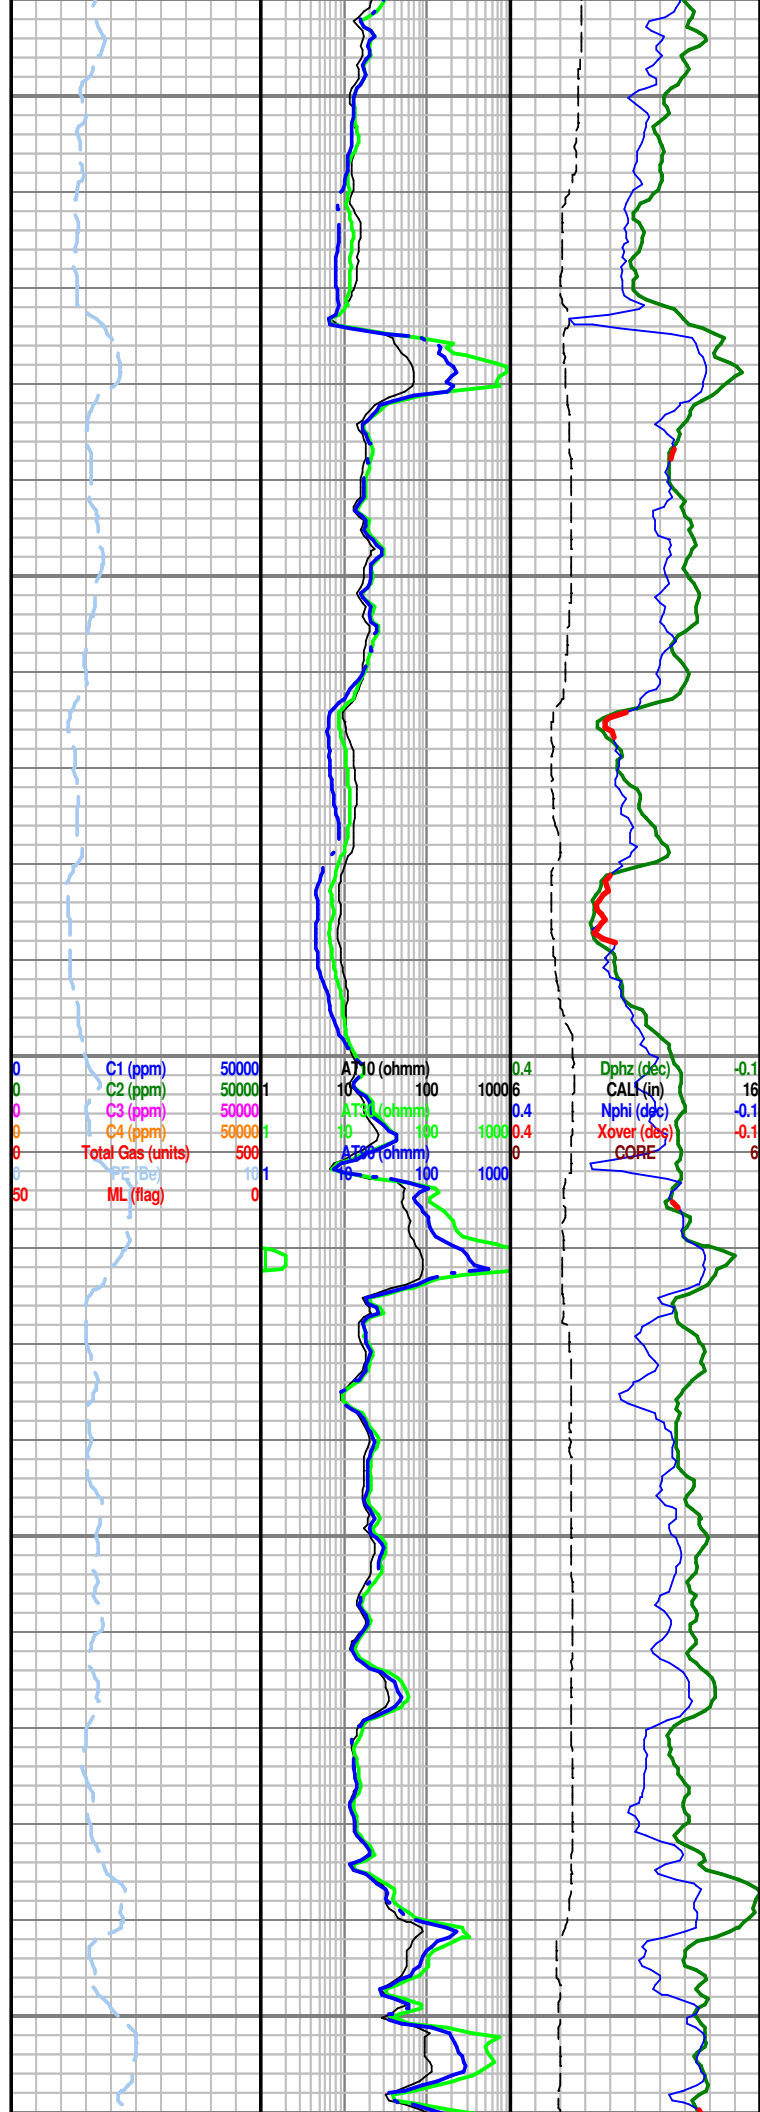 0 C1 (ppm) 50000 AT10 (ohmm) 0.4 Dphz (dec) -0.1
0 C2 (ppm) 50000 1 10 100 1000 6 CALI (in) 16
0 C3 (ppm) 50000 (ohmm) 0.4 Nphi (dec) -0.1
0 C4 (ppm) 50000 1 10 100 1000 0.4 Xover (dec) -0.1
0 Total Gas (units) 500 AT90 (ohmm) 0 CORE 6
0 PE (Be) 10 1 10 100 1000
50 ML (flag) 0